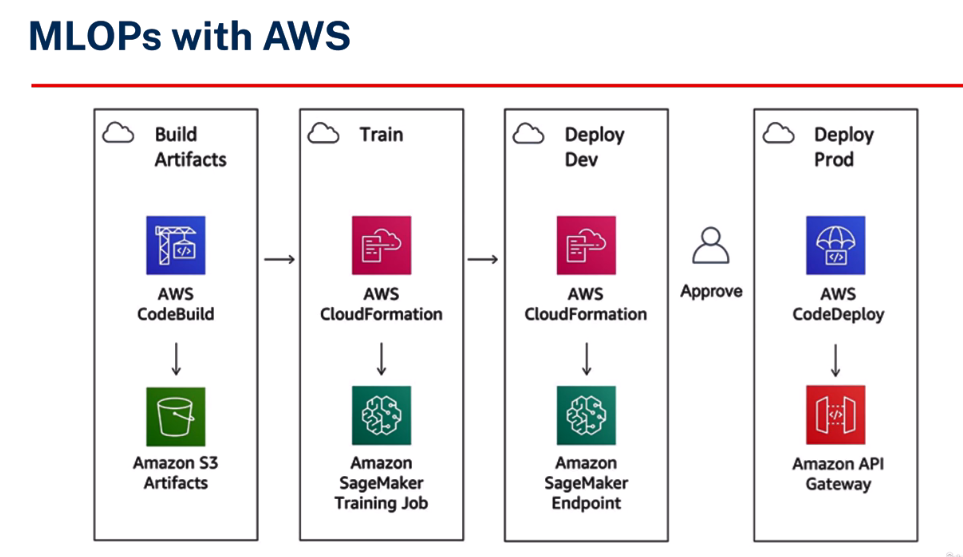 MLOPs with AWS
Build
Artifacts
AWS
CodeBuild
Amazon S3
Artifacts
Train
AWS
CloudFormation
Amazon
SageMaker
Training Job
Deploy
Dev
AWS
CloudFormation
Amazon
SageMaker
Endpoint
Approve
Deploy
Prod
AWS
CodeDeploy
Amazon API
Gateway